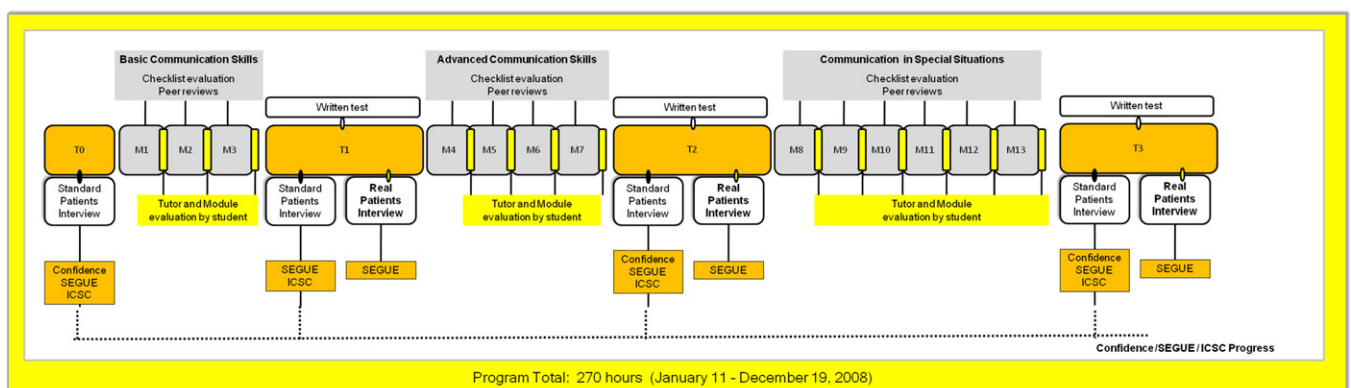 Basic Communication Skills
Checklist evaluation
Peer reviews
Advanced Communication Skills
Checklist evaluation
Peer reviews
Communication in Special Situations
Checklist evaluation
Peer reviews
Written test
Written test
Written test
T0
M1
M2
M3
T1
M4
M5
M6
M7
T2
M8
M9
M10
M11
M12
M13
T3
Standard
Patients
Interview
Tutor and Module
evaluation by student
Standard
Patients
Interview
Real
Patients
Interview
Tutor and Module
evaluation by student
Standard
Patients
Interview
Real
Patients
Interview
Tutor and Module
evaluation by student
Standard
Patients
Interview
Real
Patients
Interview
Confidence
SEGUE
ICSC
SEGUE
ICSC
SEGUE
Confidence
SEGUE
ICSC
SEGUE
Confidence
SEGUE
ICSC
SEGUE
Confidence/SEGUE/ICSC Progress
Program Total: 270 hours (January 11 - December 19, 2008)